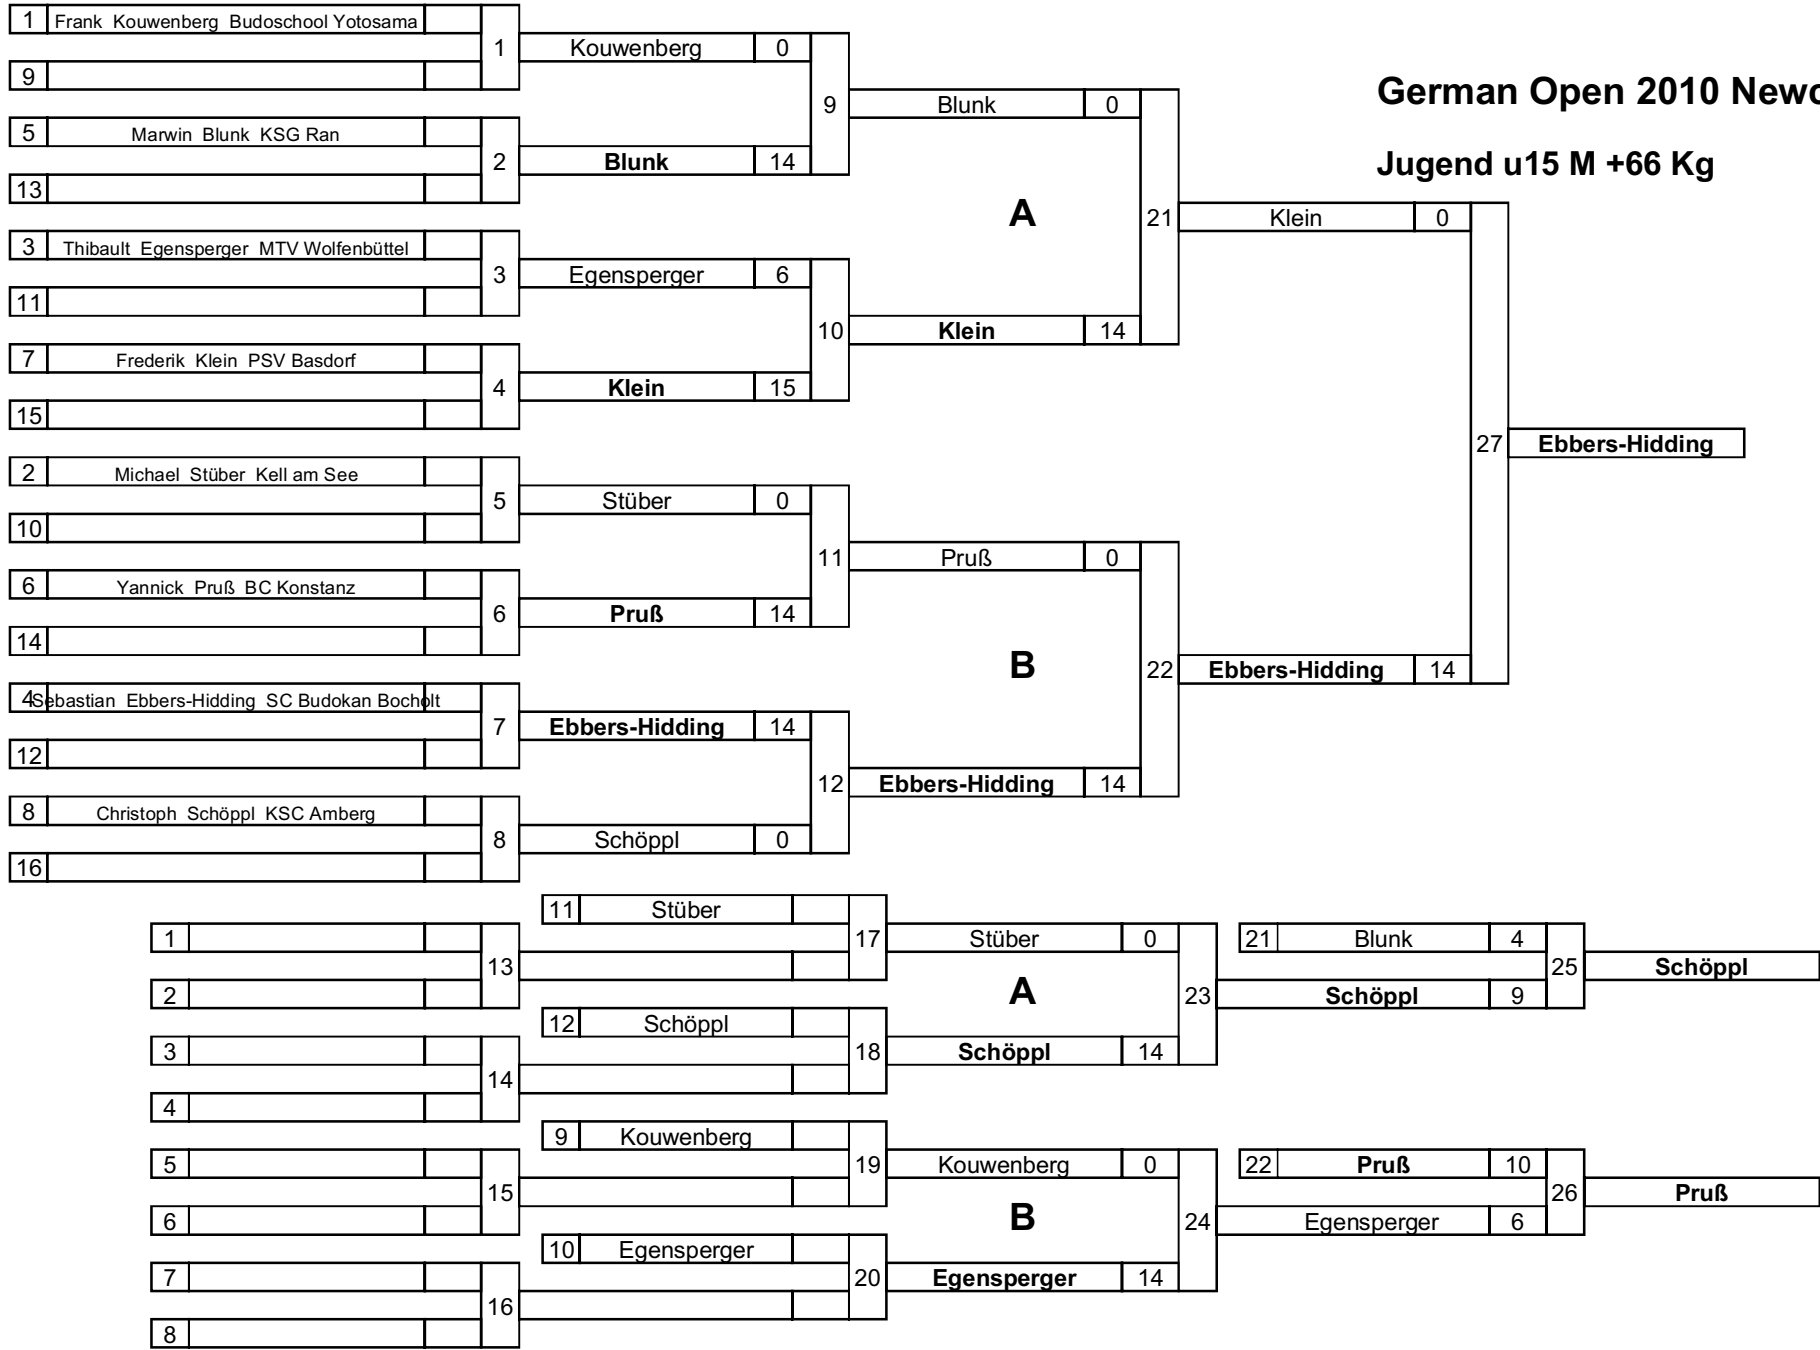 German Open 2010
Jugend u15 M +66 Kg
1 Frank Kouwenberg Budoschool Yotosama
9
1
5 Marwin Blunk KSG Ran
13
2
3 Thibault Egensperger MTV Wolfenbüttel
11
3
7 Frederik Klein PSV Basdorf
15
4
2 Michael Stüber Kell am See
10
5
6 Yannick Pruß BC Konstanz
14
6
4 Sebastian Ebbers-Hidding SC Budokan Bocholt
12
7
8 Christoph Schöppl KSC Amberg
16
8
Kouwenberg 0
9
Blunk 14
Egensperger 6
10
Klein 15
Stüber 0
11
Pruß 14
Ebbers-Hidding 14
12
Schöppl 0
Blunk 0
A
21
Klein 14
Pruß 0
B
22
Ebbers-Hidding 14
Klein 0
27
Ebbers-Hidding 14
Ebbers-Hidding
1
13
2
3
14
4
5
15
6
7
16
8
11 Stüber
17
12 Schöppl
18
9 Kouwenberg
19
10 Egensperger
20
Stüber 0
A
23
Schöppl 14
Kouwenberg 0
B
24
Egensperger 14
21 Blunk 4
25
Schöppl 9
Schöppl
22 Pruß 10
26
Egensperger 6
Pruß